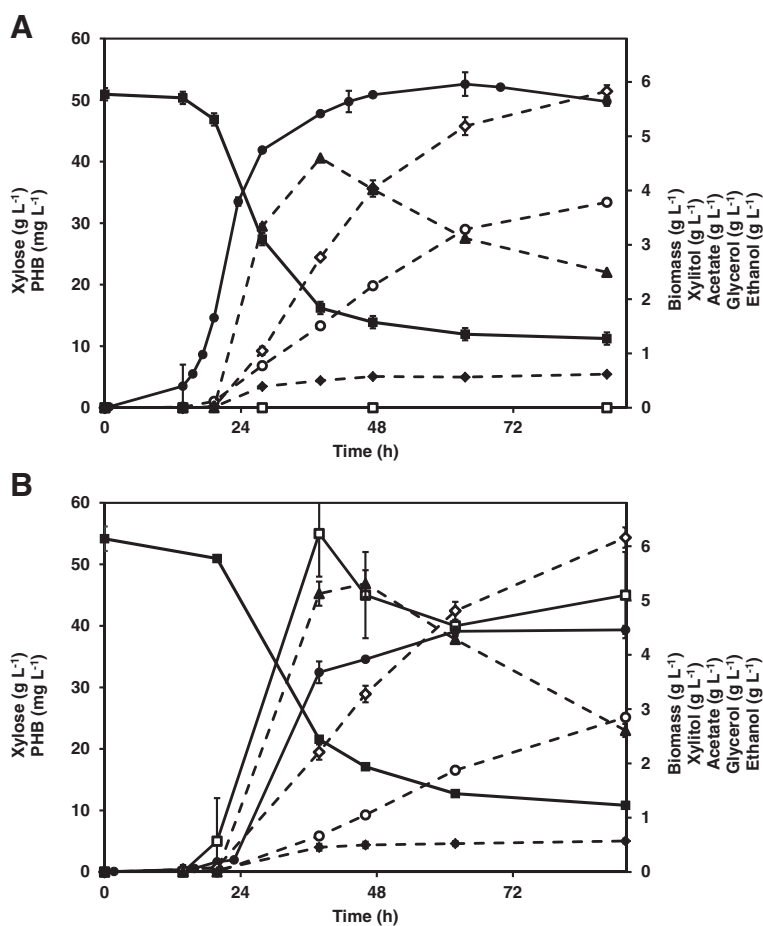 A
60
50
40
30
20
10
0
6
5
4
3
2
1
0
0 24 48 72
Time (h)
Xylose (g L⁻¹)
PHB (mg L⁻¹)
Biomass (g L⁻¹)
Xylitol (g L⁻¹)
Acetate (g L⁻¹)
Glycerol (g L⁻¹)
Ethanol (g L⁻¹)
B
60
50
40
30
20
10
0
6
5
4
3
2
1
0
0 24 48 72
Time (h)
Xylose (g L⁻¹)
PHB (mg L⁻¹)
Biomass (g L⁻¹)
Xylitol (g L⁻¹)
Acetate (g L⁻¹)
Glycerol (g L⁻¹)
Ethanol (g L⁻¹)